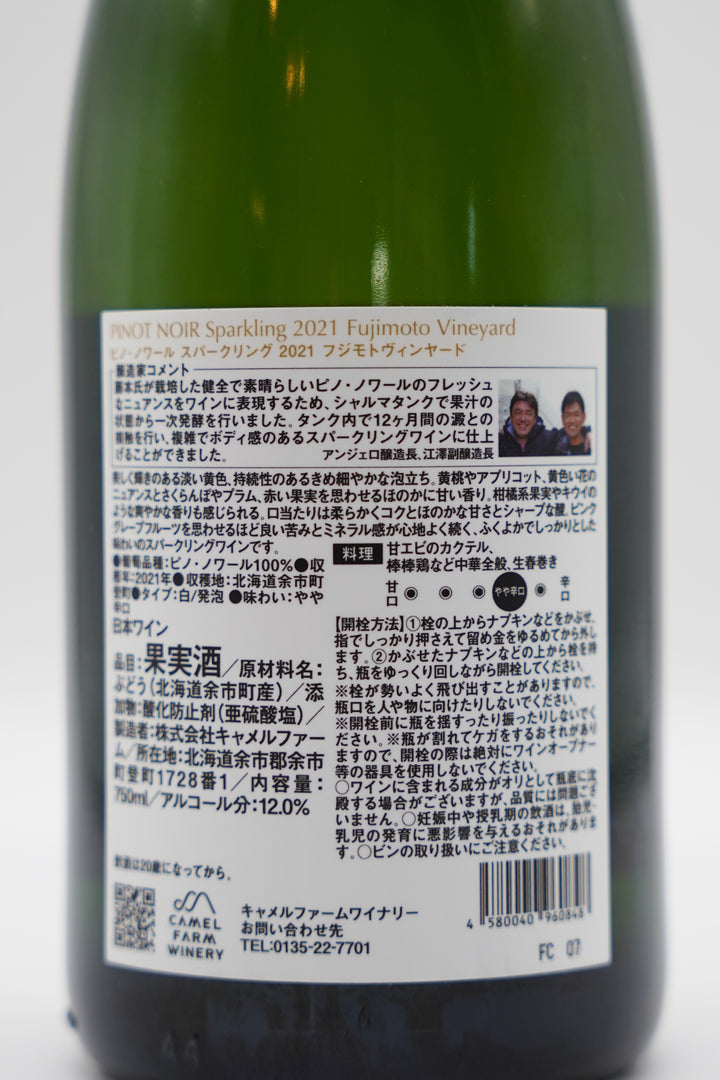 PINOT NOIR Sparkling 2021 Fujimoto Vineyard
ピノ・ノワール スパークリング 2021 フジモトヴィンヤード
醸造家コメント
藤本氏が栽培した健全で素晴らしいピノ・ノワールのフレッシュ
なニュアンスをワインに表現するため、シャルマタンクで果汁の
状態から一次発酵を行いました。タンク内で12ヶ月間の澱との
接触を行い、複雑でボディ感のあるスパークリングワインに仕上
げることができました。
アンジェロ醸造長、江澤副醸造長
美しく輝きのある淡い黄色、持続性のあるきめ細やかな泡立ち。黄桃やアプリコット、黄色い花の
ニュアンスとさくらんぼやプラム、赤い果実を思わせるほのかに甘い香り。柑橘系果実やキウイの
ような爽やかな香りも感じられる。口当たりは柔らかくコクとほのかな甘さとシャープな酸。ピンク
グレープフルーツを思わせるほど良い苦みとミネラル感が心地よく続く、ふくよかでしっかりとした
味わいのスパークリングワインです。
●葡萄品種：ピノ・ノワール100%●収
穫年：2021年●収穫地：北海道余市町
登町●タイプ：白/発泡 ●味わい：やや
辛口
料理 甘エビのカクテル、
棒棒鶏など中華全般、生春巻き
甘口 やや辛口 辛口
日本ワイン
品目：果実酒／原材料名：
ぶどう（北海道余市町産）／添
加物：酸化防止剤（亜硫酸塩）／
製造者：株式会社キャメルファー
ム／所在地：北海道余市郡余市
町登町1728番1／内容量：
750ml／アルコール分：12.0%
【開栓方法】①栓の上からナプキンなどをかぶせ、
指でしっかり押さえて留め金をゆるめてから外し
ます。②かぶせたナプキンなどの上から栓を持
ち、瓶をゆっくり回しながら開栓してください。
※栓が勢いよく飛び出すことがありますので、
瓶口を人や物に向けたりしないでください。
※開栓前に瓶を揺すったり振ったりしないでく
ださい。※瓶が割れてケガをするおそれがあり
ますので、開栓の際は絶対にワインオープナー
等の器具を使用しないでください。
○ワインに含まれる成分がオリとして瓶底に沈
殿する場合がございますが、品質には問題ござ
いません。○妊娠中や授乳期の飲酒は、胎児・
乳児の発育に悪影響を与えるおそれがありま
す。○ビンの取り扱いにご注意ください。
飲酒は20歳になってから。
CAMEL
FARM
WINERY
キャメルファームワイナリー
お問い合わせ先
TEL:0135-22-7701
4 580040 960848
FC 07
44